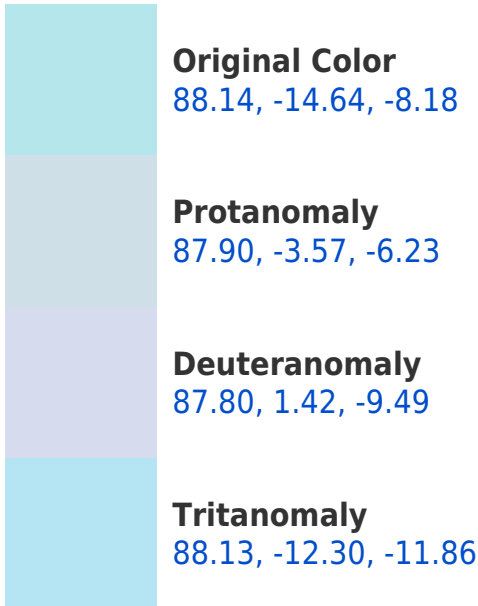 Original Color
88.14, -14.64, -8.18
Protanomaly
87.90, -3.57, -6.23
Deuteranomaly
87.80, 1.42, -9.49
Tritanomaly
88.13, -12.30, -11.86